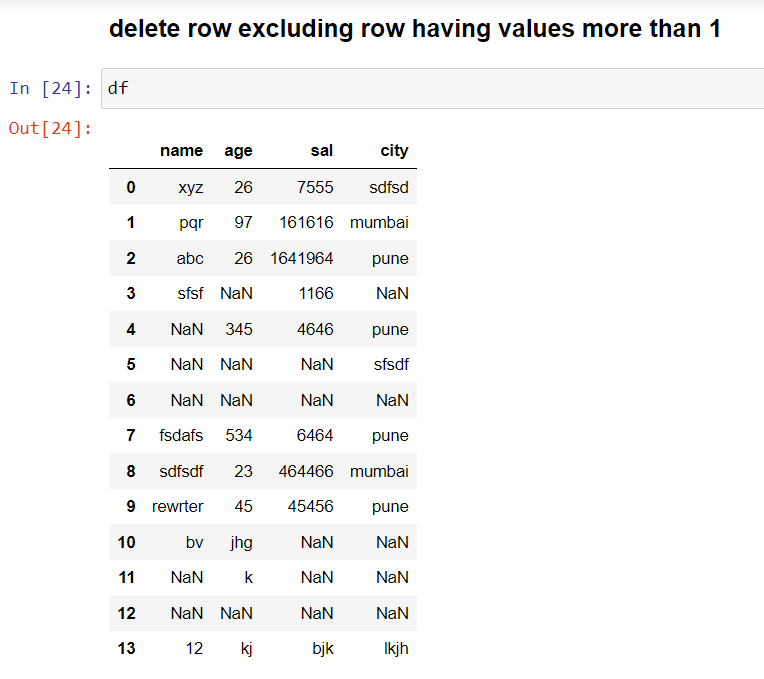 delete row excluding row having values more than 1
In [24]: df
Out[24]:
name age sal city
0 xyz 26 7555 sdfsd
1 pqr 97 161616 mumbai
2 abc 26 1641964 pune
3 sfsf NaN 1166 NaN
4 NaN 345 4646 pune
5 NaN NaN NaN sfsdf
6 NaN NaN NaN NaN
7 fsdafs 534 6464 pune
8 sdfsdf 23 464466 mumbai
9 rewrter 45 45456 pune
10 bv jhg NaN NaN
11 NaN k NaN NaN
12 NaN NaN NaN NaN
13 12 kj bjk lkjh